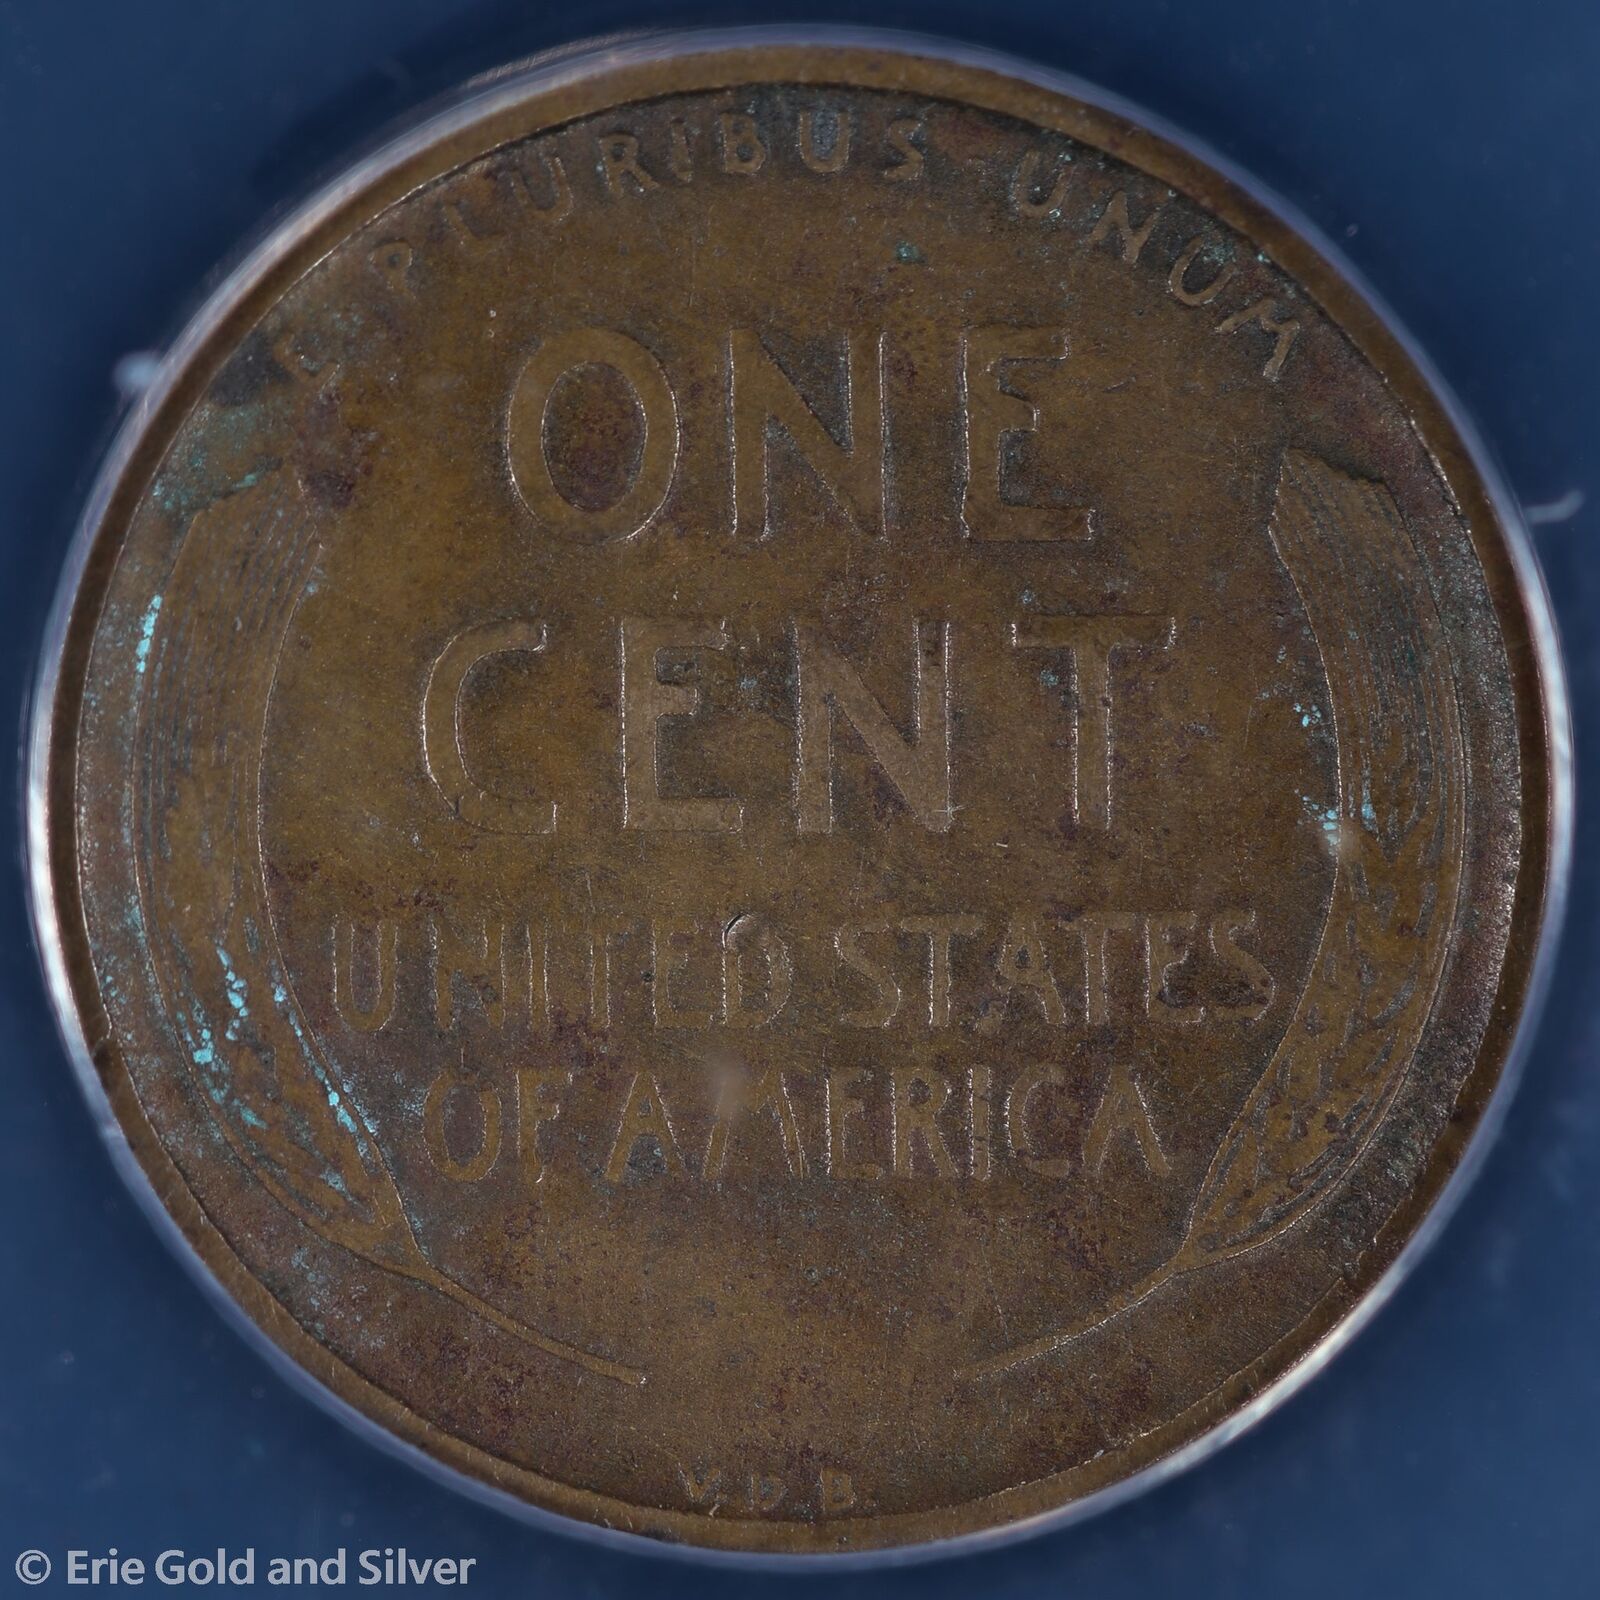 E PLURIBUS UNUM
ONE
CENT
UNITED STATES
OF AMERICA
V.D.B.
© Erie Gold and Silver